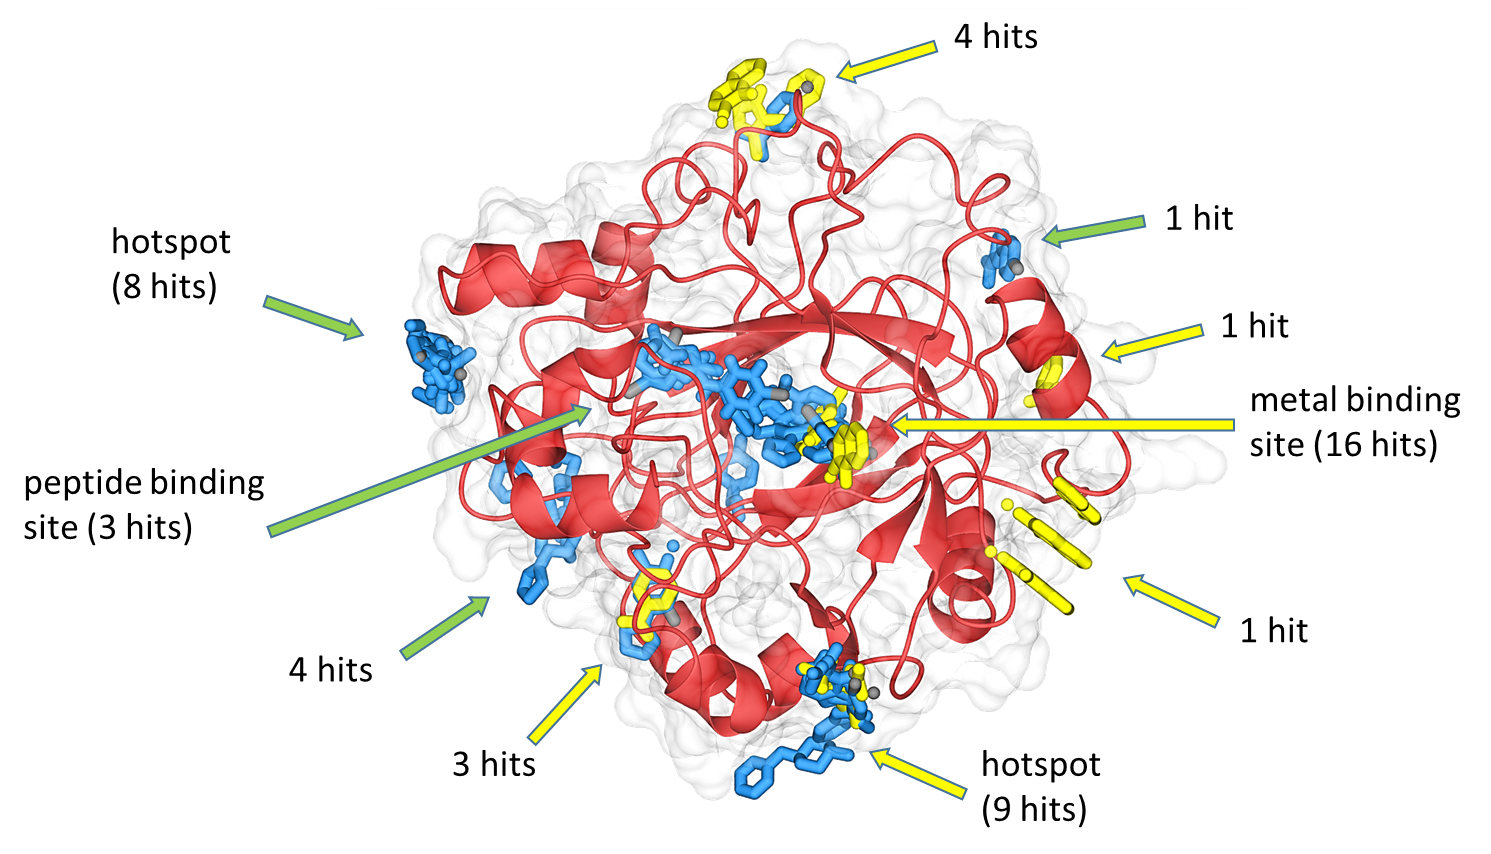 4 hits
1 hit
hotspot
(8 hits)
1 hit
metal binding
site (16 hits)
peptide binding
site (3 hits)
1 hit
4 hits
3 hits
hotspot
(9 hits)